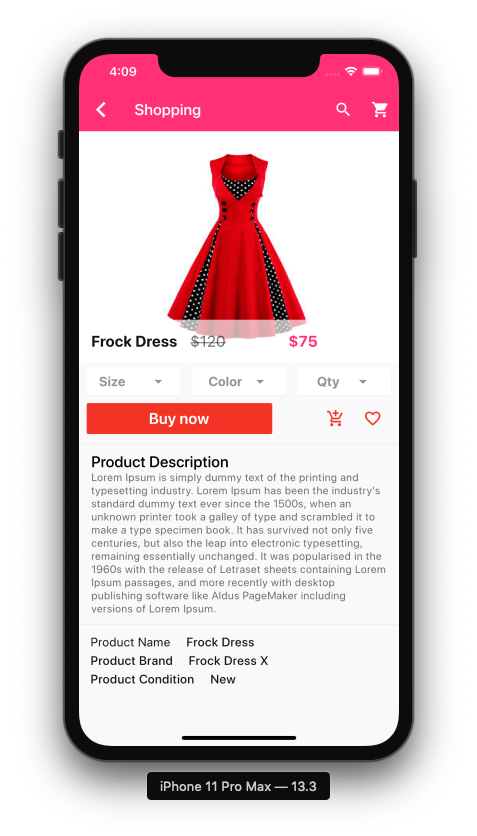 4:09
Shopping
Frock Dress $120 $75
Size Color Qty
Buy now
Product Description
Lorem Ipsum is simply dummy text of the printing and
typesetting industry. Lorem Ipsum has been the industry's
standard dummy text ever since the 1500s, when an
unknown printer took a galley of type and scrambled it to
make a type specimen book. It has survived not only five
centuries, but also the leap into electronic typesetting,
remaining essentially unchanged. It was popularised in the
1960s with the release of Letraset sheets containing Lorem
Ipsum passages, and more recently with desktop
publishing software like Aldus PageMaker including
versions of Lorem Ipsum.
Product Name Frock Dress
Product Brand Frock Dress X
Product Condition New
iPhone 11 Pro Max — 13.3